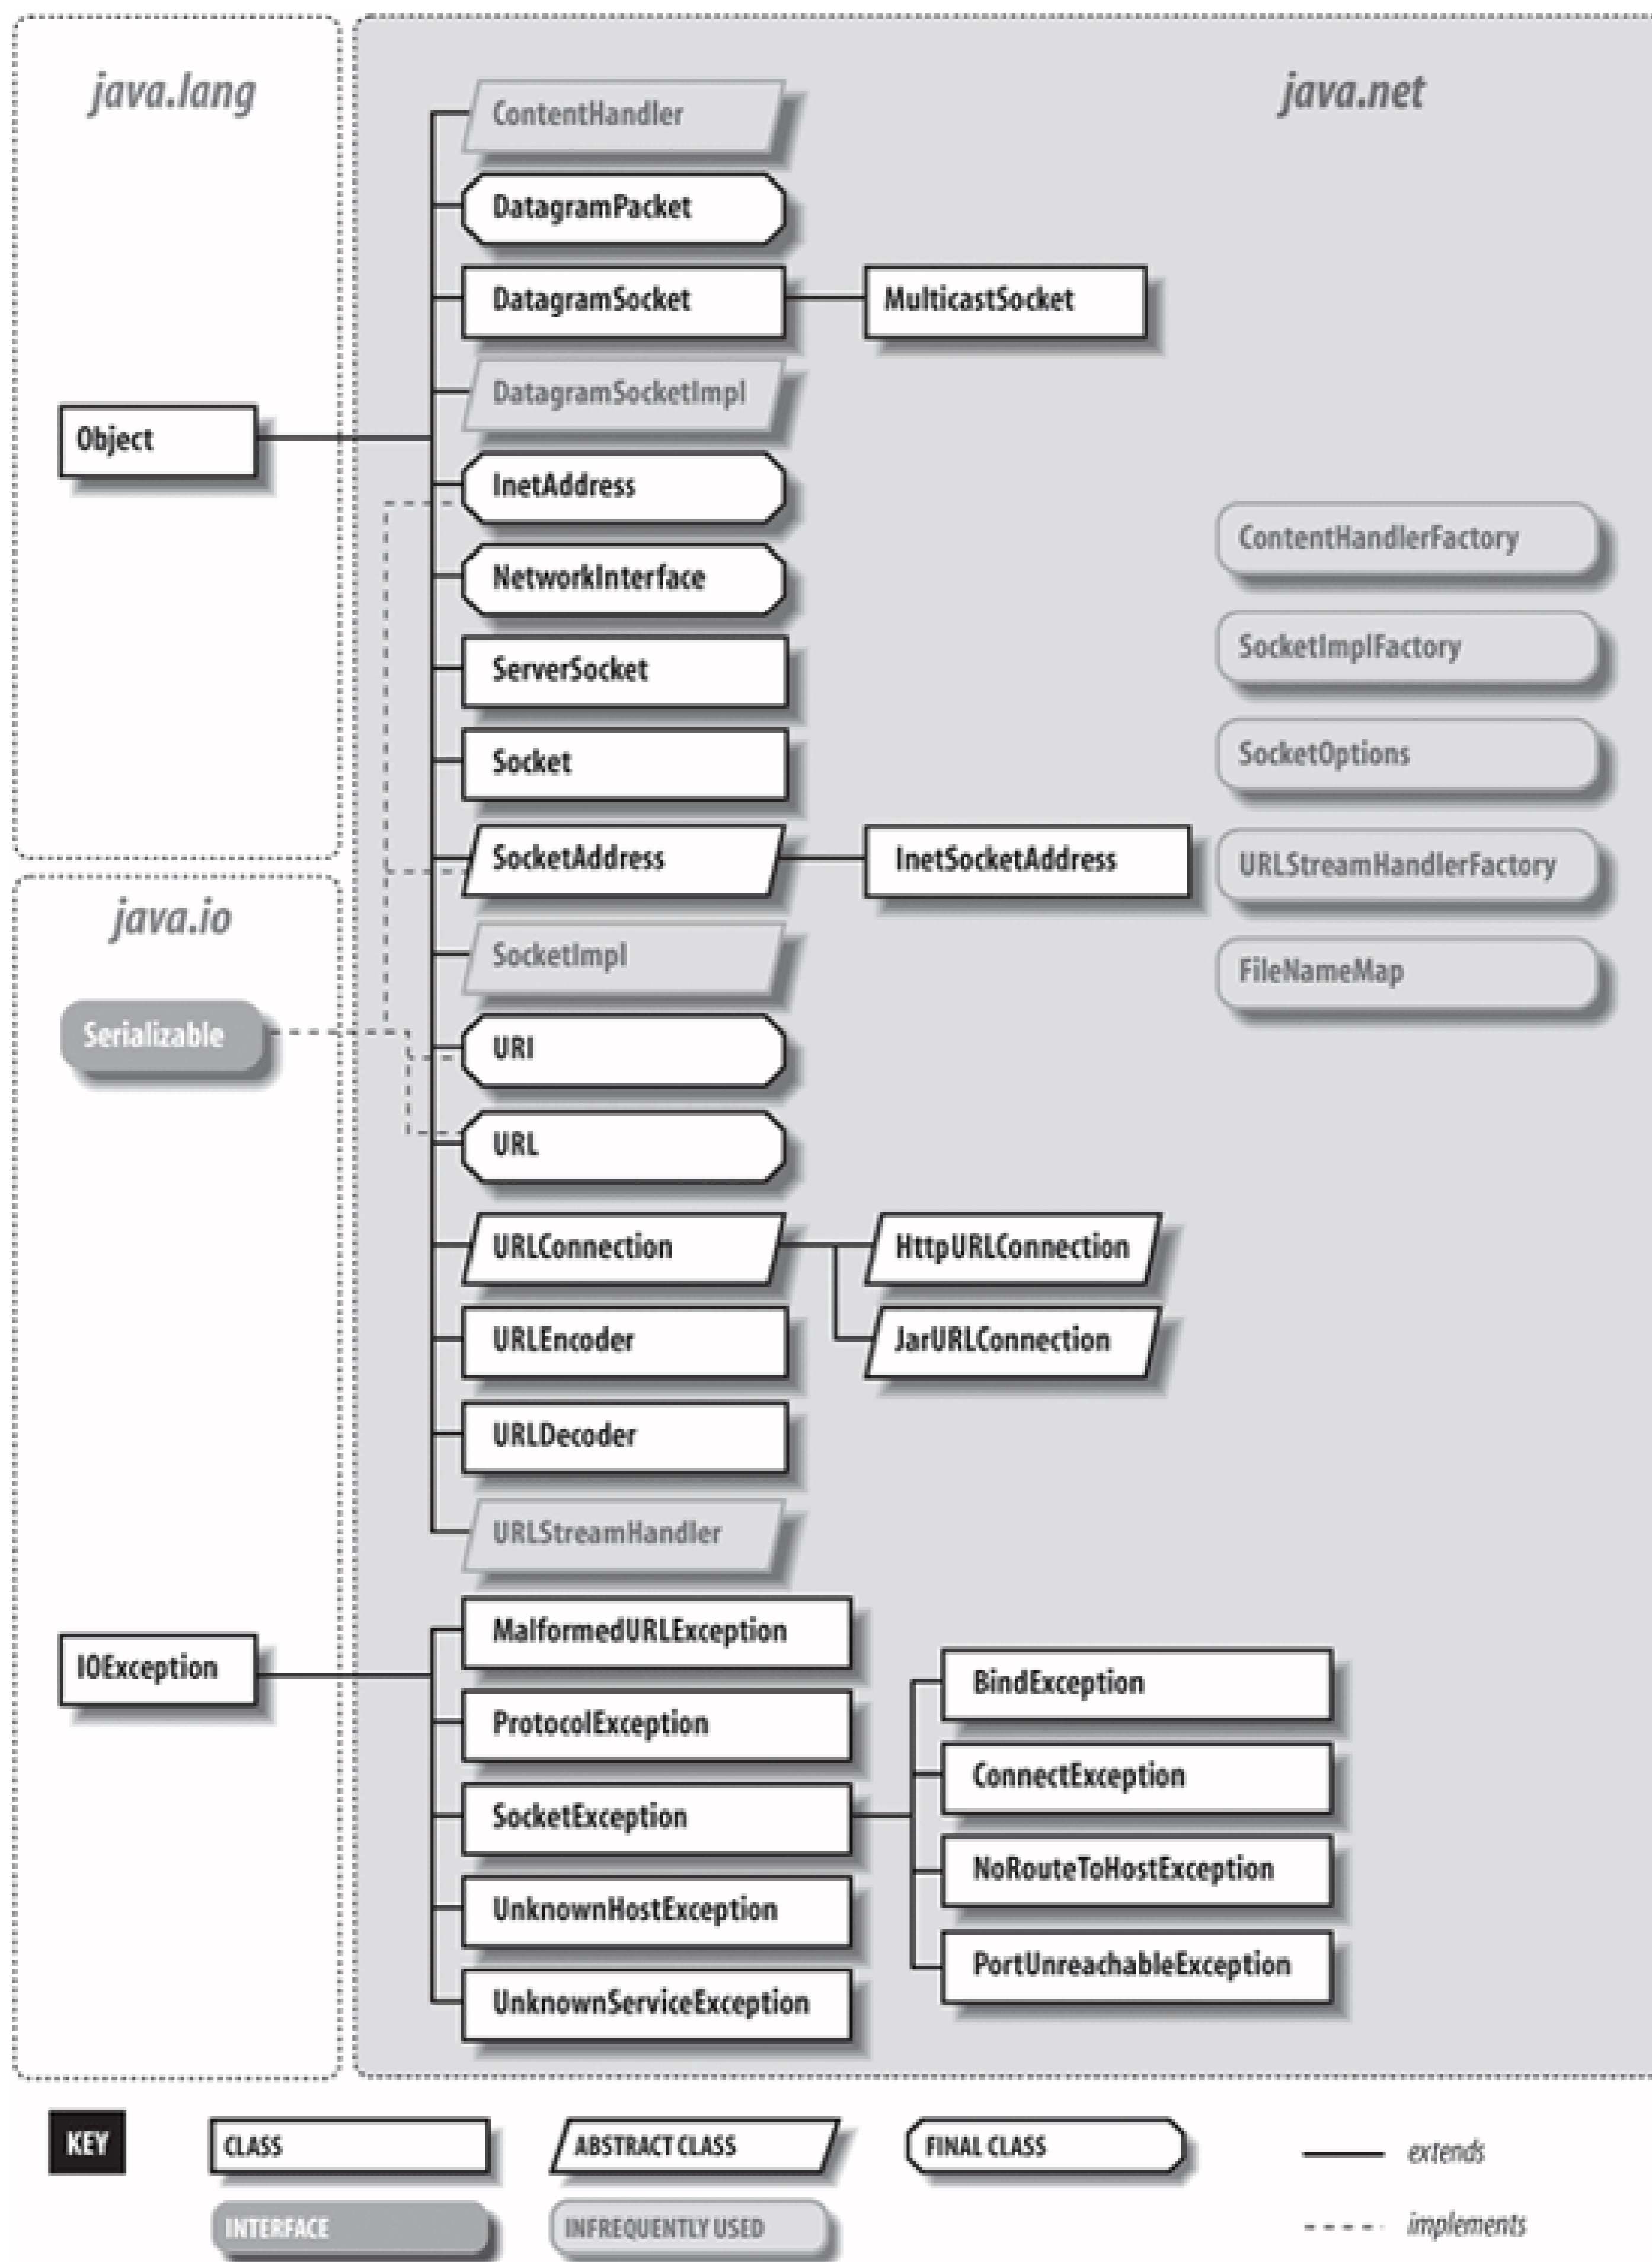 java.lang
java.net
ContentHandler
DatagramPacket
DatagramSocket
MulticastSocket
DatagramSocketImpl
Object
InetAddress
ContentHandlerFactory
NetworkInterface
SocketImplFactory
ServerSocket
SocketOptions
Socket
SocketAddress
InetSocketAddress
URLStreamHandlerFactory
java.io
SocketImpl
FileNameMap
Serializable
URI
URL
URLConnection
HttpURLConnection
URLEncoder
JarURLConnection
URLDecoder
URLStreamHandler
MalformedURLException
IOException
BindException
ProtocolException
ConnectException
SocketException
NoRouteToHostException
UnknownHostException
PortUnreachableException
UnknownServiceException
KEY
CLASS
ABSTRACT CLASS
FINAL CLASS
extends
INTERFACE
INFREQUENTLY USED
implements